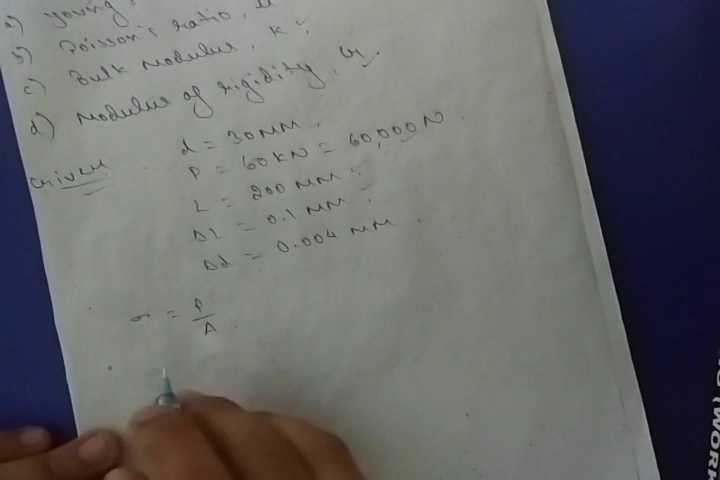 a) Young's
b) Poisson's ratio, μ
c) Bulk Modulus, K
d) Modulus of rigidity, G
Given
d = 30 MM
P = 60 KN = 60,000 N
L = 200 MM
ΔL = 0.1 MM
Δd = 0.004 MM
σ = P/A
(WORK